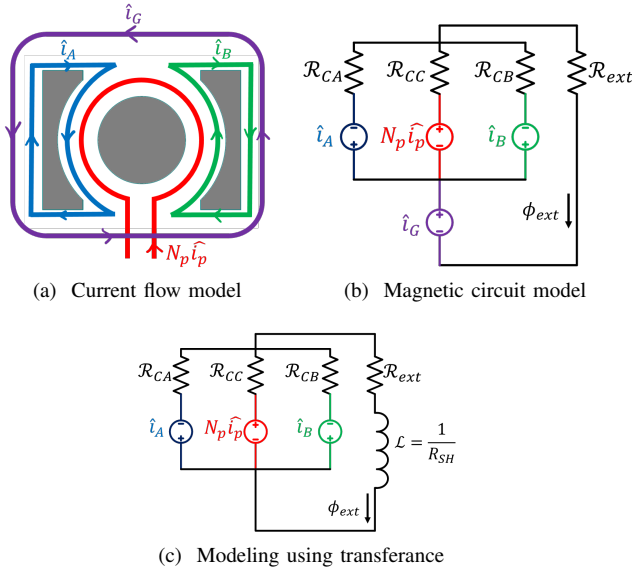 î_G
î_A
î_B
N_p î_p
(a) Current flow model
ℛ_CA ℛ_CC ℛ_CB ℛ_ext
î_A N_p î_p î_B
î_G
ϕ_ext
(b) Magnetic circuit model
ℛ_CA ℛ_CC ℛ_CB ℛ_ext
î_A N_p î_p î_B
ℒ = 1/R_SH
ϕ_ext
(c) Modeling using transferance